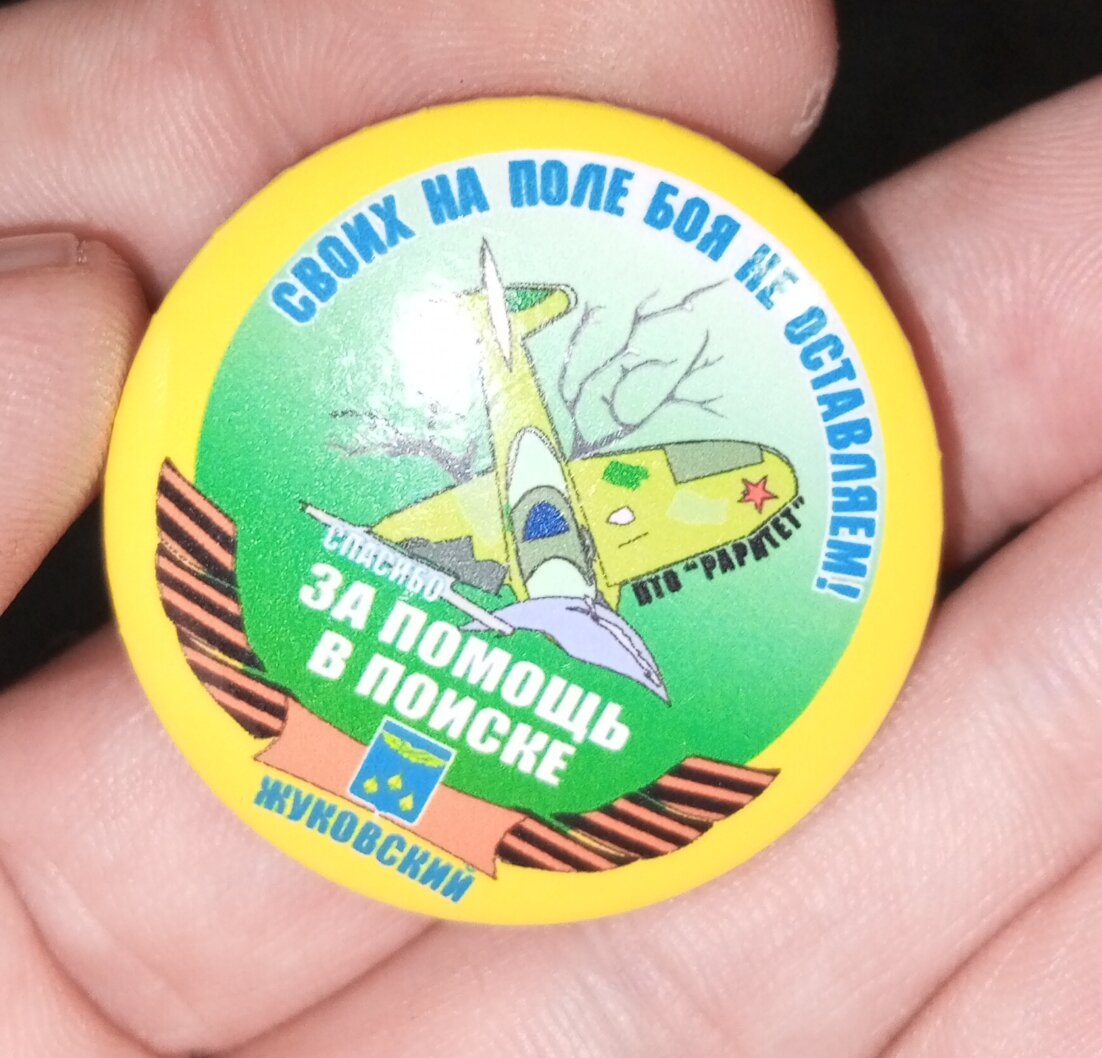 СВОИХ НА ПОЛЕ БОЯ НЕ ОСТАВЛЯЕМ!
ПТО "РАРИТЕТ"
СПАСИБО
ЗА ПОМОЩЬ
В ПОИСКЕ
ЖУКОВСКИЙ